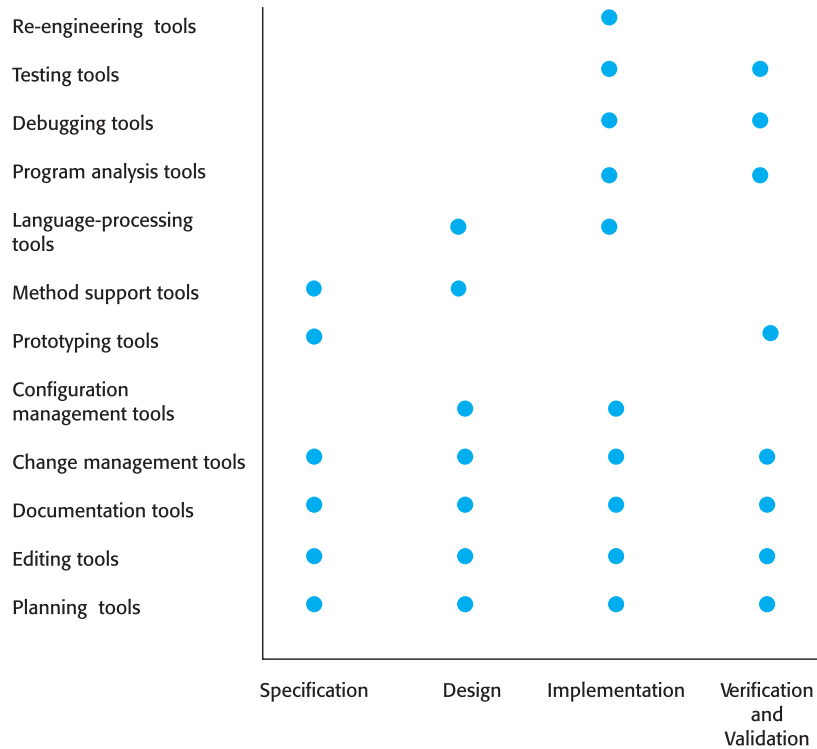 Re-engineering tools
Testing tools
Debugging tools
Program analysis tools
Language-processing
tools
Method support tools
Prototyping tools
Configuration
management tools
Change management tools
Documentation tools
Editing tools
Planning tools
Specification
Design
Implementation
Verification
and
Validation